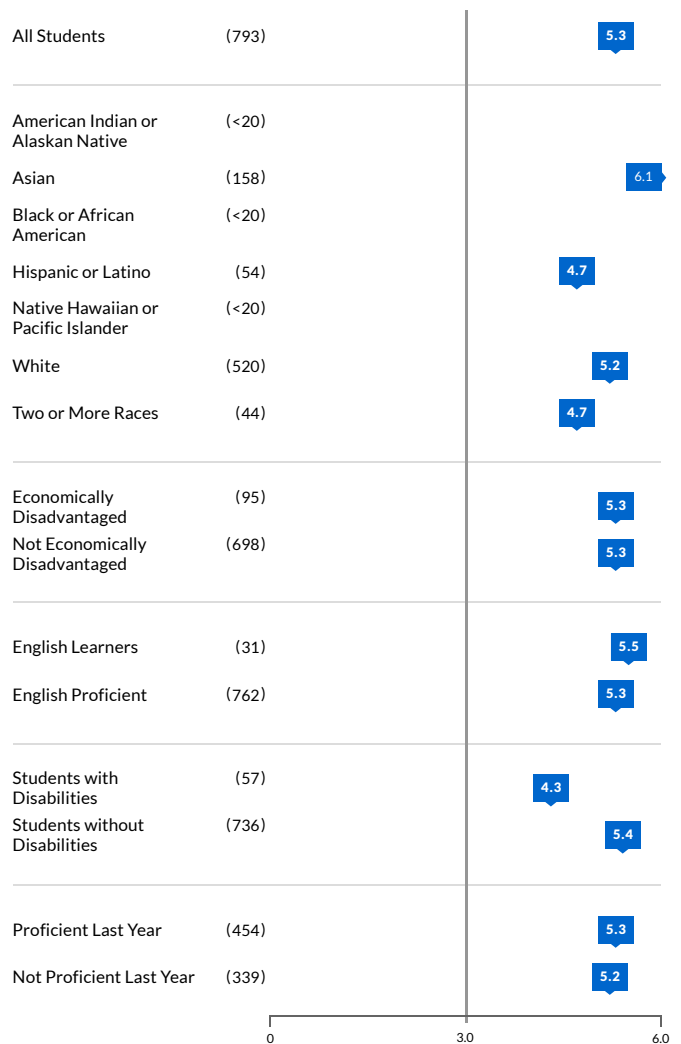 All Students (793) 5.3
American Indian or
Alaskan Native (<20)
Asian (158) 6.1
Black or African
American (<20)
Hispanic or Latino (54) 4.7
Native Hawaiian or
Pacific Islander (<20)
White (520) 5.2
Two or More Races (44) 4.7
Economically
Disadvantaged (95) 5.3
Not Economically
Disadvantaged (698) 5.3
English Learners (31) 5.5
English Proficient (762) 5.3
Students with
Disabilities (57) 4.3
Students without
Disabilities (736) 5.4
Proficient Last Year (454) 5.3
Not Proficient Last Year (339) 5.2
0 3.0 6.0